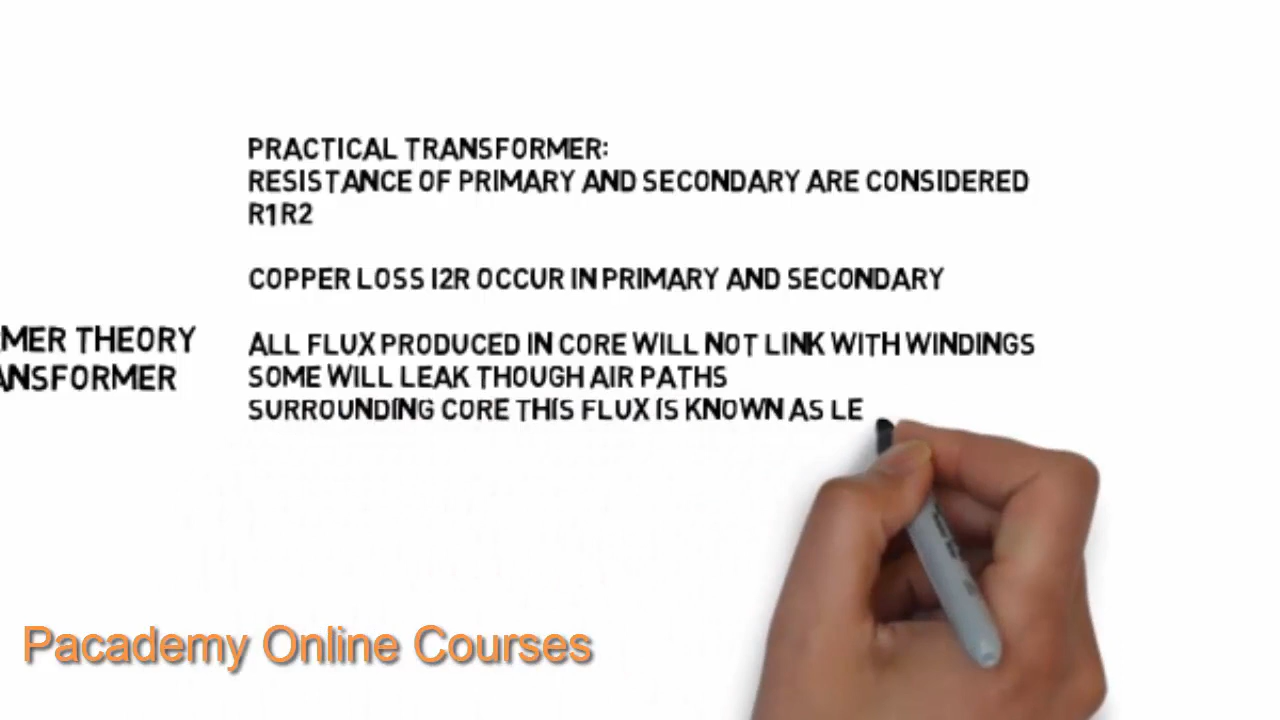 PRACTICAL TRANSFORMER:
RESISTANCE OF PRIMARY AND SECONDARY ARE CONSIDERED
R1R2
COPPER LOSS I2R OCCUR IN PRIMARY AND SECONDARY
MER THEORY
ANSFORMER
ALL FLUX PRODUCED IN CORE WILL NOT LINK WITH WINDINGS
SOME WILL LEAK THOUGH AIR PATHS
SURROUNDING CORE THIS FLUX IS KNOWN AS LE
Pacademy Online Courses